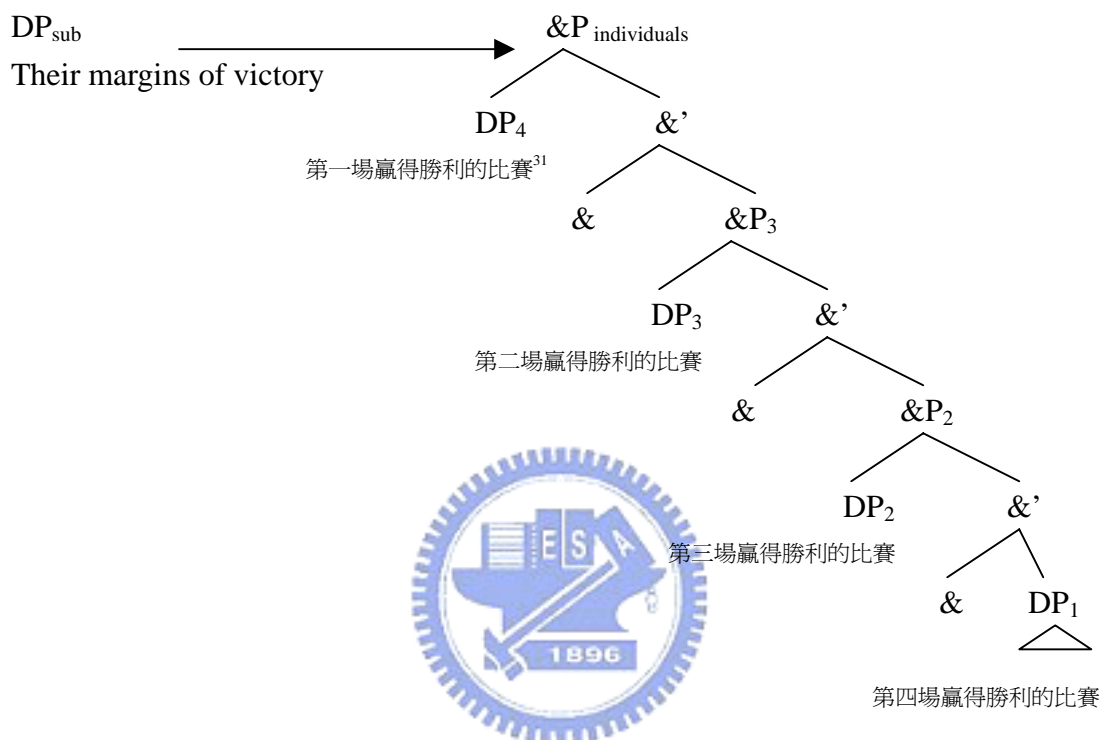 DPsub
&P individuals
Their margins of victory
DP4 &’
第一場贏得勝利的比賽31
& &P3
DP3 &’
第二場贏得勝利的比賽
& &P2
DP2 &’
第三場贏得勝利的比賽
& DP1
第四場贏得勝利的比賽
E S A
1896